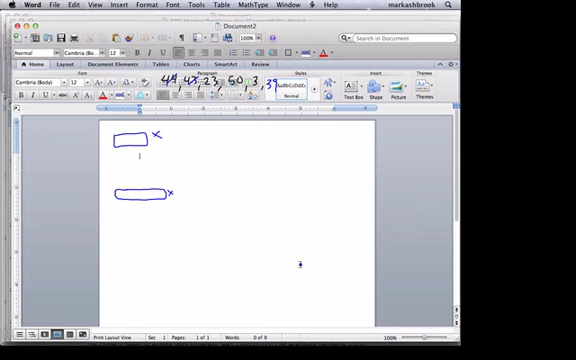 Word File Edit View Insert Format Font Tools Table MathType Window Help markashbrook
Document2
100% Search in Document
Normal Cambria (B... 12 B I U
Home Layout Document Elements Tables Charts SmartArt Review
Font Paragraph Styles Insert Themes
Cambria (Body) 12
44, 43, 23, 50, 3, 39
AaBbCcDdEe
B I U Normal Text Box Shape Picture Themes
x
x
Print Layout View Sec 1 Pages: 1 of 1 Words: 0 of 0 100%